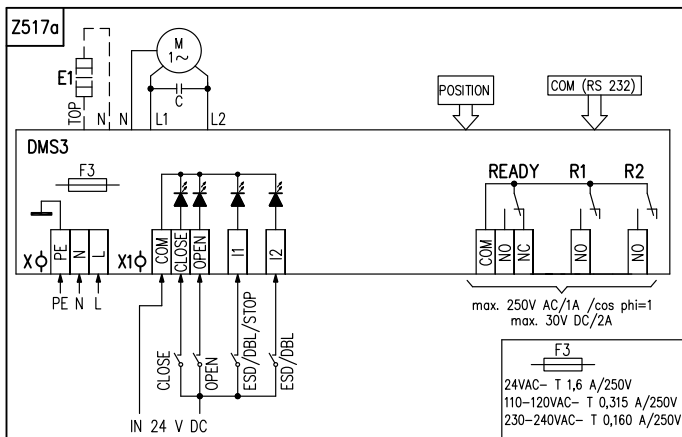 Z517a
M
1~
E1
C
TOP
N
N
L1
L2
POSITION
COM (RS 232)
DMS3
F3
READY
R1
R2
X
PE
N
L
X1
COM
CLOSE
OPEN
I1
I2
COM
NO
NC
NO
NO
PE N L
CLOSE
OPEN
ESD/DBL/STOP
ESD/DBL
IN 24 V DC
max. 250V AC/1A /cos phi=1
max. 30V DC/2A
F3
24VAC- T 1,6 A/250V
110-120VAC- T 0,315 A/250V
230-240VAC- T 0,160 A/250V